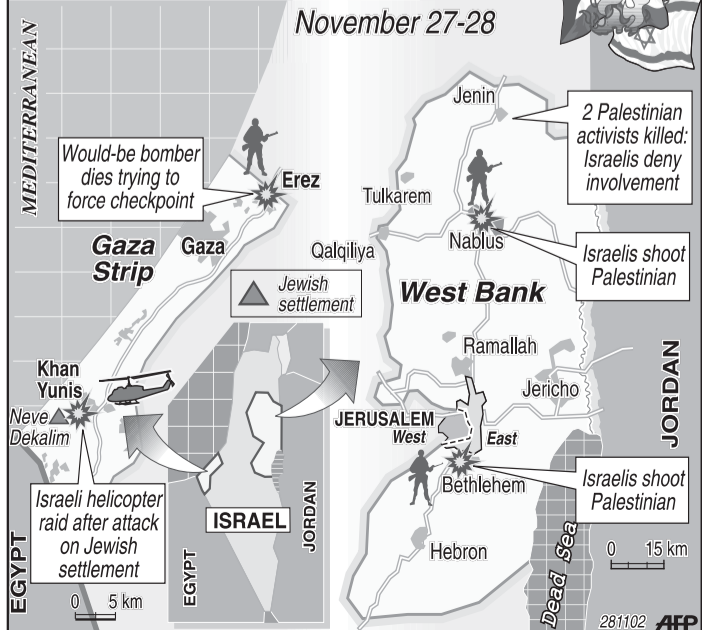 November 27-28
MEDITERRANEAN
Jenin
2 Palestinian
activists killed:
Israelis deny
involvement
Would-be bomber
dies trying to
force checkpoint
Erez
Tulkarem
Gaza
Gaza
Strip
Qalqiliya
Nablus
Israelis shoot
Palestinian
Jewish
settlement
West Bank
Ramallah
Khan
Yunis
Jericho
JORDAN
Neve
Dekalim
JERUSALEM
West
East
Israeli helicopter
raid after attack
on Jewish
settlement
ISRAEL
JORDAN
EGYPT
Bethlehem
Israelis shoot
Palestinian
Hebron
Dead Sea
EGYPT
0 5 km
0 15 km
281102 AFP